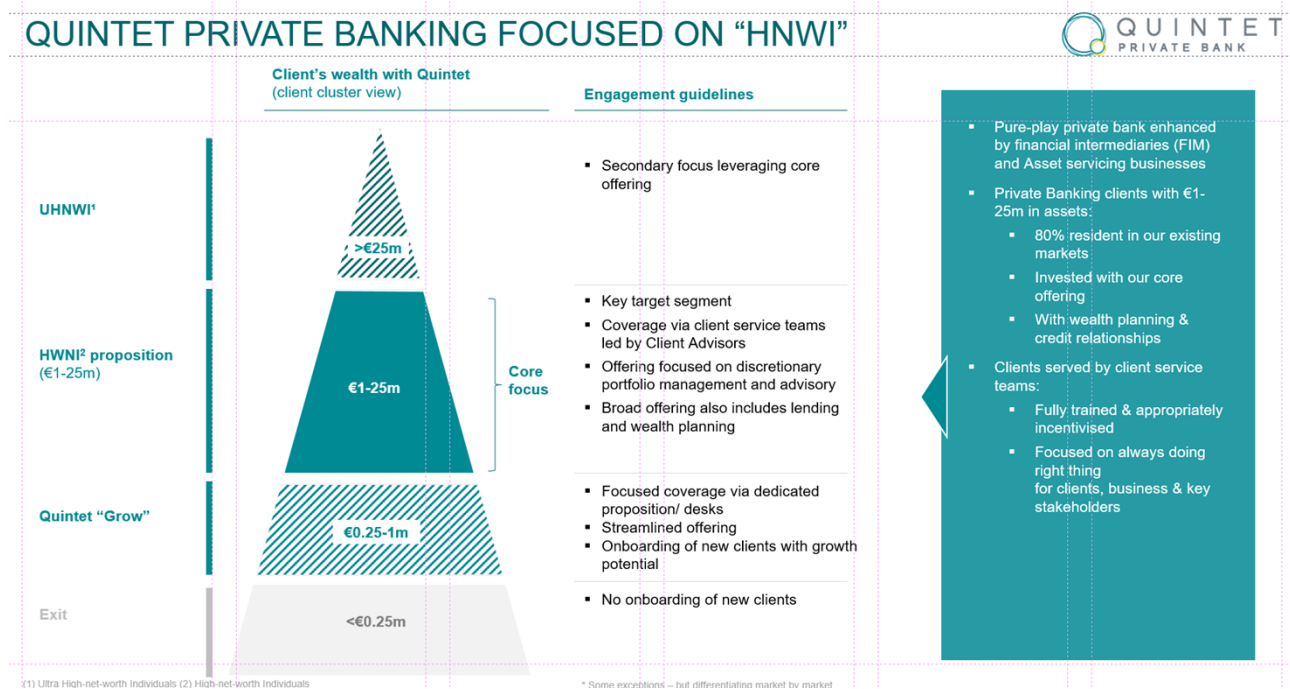 QUINTET PRIVATE BANKING FOCUSED ON “HNWI”
QUINTET
PRIVATE BANK
Client’s wealth with Quintet
(client cluster view)
Engagement guidelines
UHNWI¹
>€25m
▪ Secondary focus leveraging core
offering
HWNI² proposition
(€1-25m)
€1-25m
Core
focus
▪ Key target segment
▪ Coverage via client service teams
led by Client Advisors
▪ Offering focused on discretionary
portfolio management and advisory
▪ Broad offering also includes lending
and wealth planning
Quintet “Grow”
€0.25-1m
▪ Focused coverage via dedicated
proposition/ desks
▪ Streamlined offering
▪ Onboarding of new clients with growth
potential
Exit
<€0.25m
▪ No onboarding of new clients
▪ Pure-play private bank enhanced
by financial intermediaries (FIM)
and Asset servicing businesses
▪ Private Banking clients with €1-
25m in assets:
▪ 80% resident in our existing
markets
▪ Invested with our core
offering
▪ With wealth planning &
credit relationships
▪ Clients served by client service
teams:
▪ Fully trained & appropriately
incentivised
▪ Focused on always doing
right thing
for clients, business & key
stakeholders
(1) Ultra High-net-worth Individuals (2) High-net-worth Individuals
* Some exceptions – but differentiating market by market